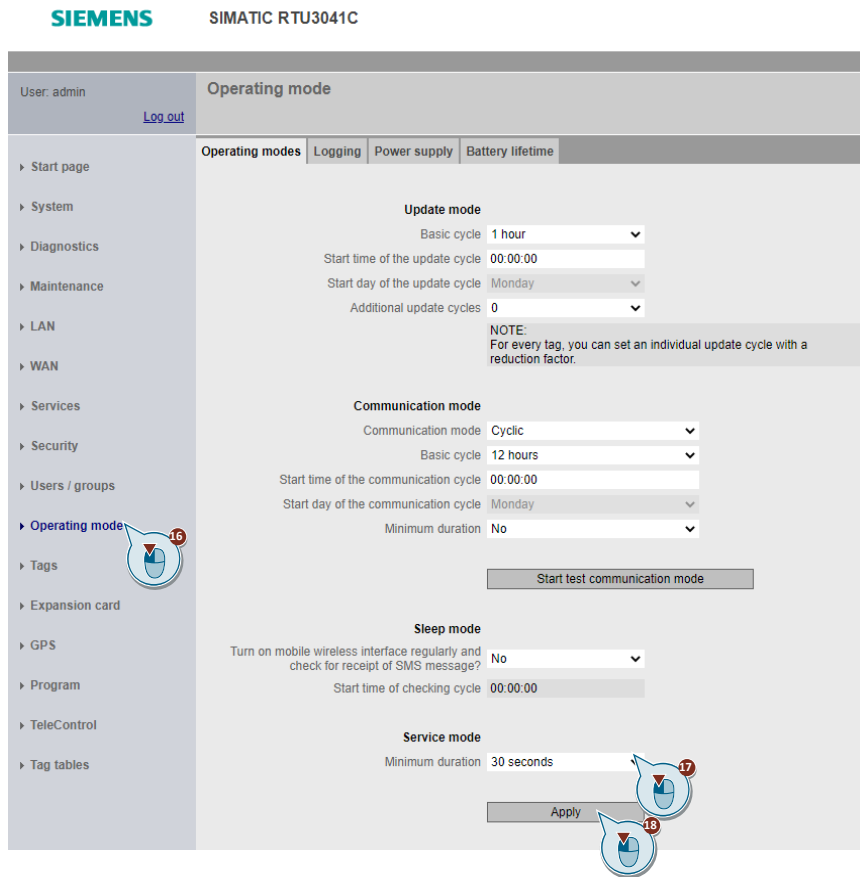 SIEMENS SIMATIC RTU3041C
User: admin
Log out
Operating mode
Operating modes Logging Power supply Battery lifetime
Start page
System
Diagnostics
Maintenance
LAN
WAN
Services
Security
Users / groups
Operating mode
16
Tags
Expansion card
GPS
Program
TeleControl
Tag tables
Update mode
Basic cycle 1 hour
Start time of the update cycle 00:00:00
Start day of the update cycle Monday
Additional update cycles 0
NOTE:
For every tag, you can set an individual update cycle with a
reduction factor.
Communication mode
Communication mode Cyclic
Basic cycle 12 hours
Start time of the communication cycle 00:00:00
Start day of the communication cycle Monday
Minimum duration No
Start test communication mode
Sleep mode
Turn on mobile wireless interface regularly and
check for receipt of SMS message? No
Start time of checking cycle 00:00:00
Service mode
Minimum duration 30 seconds
17
Apply
18